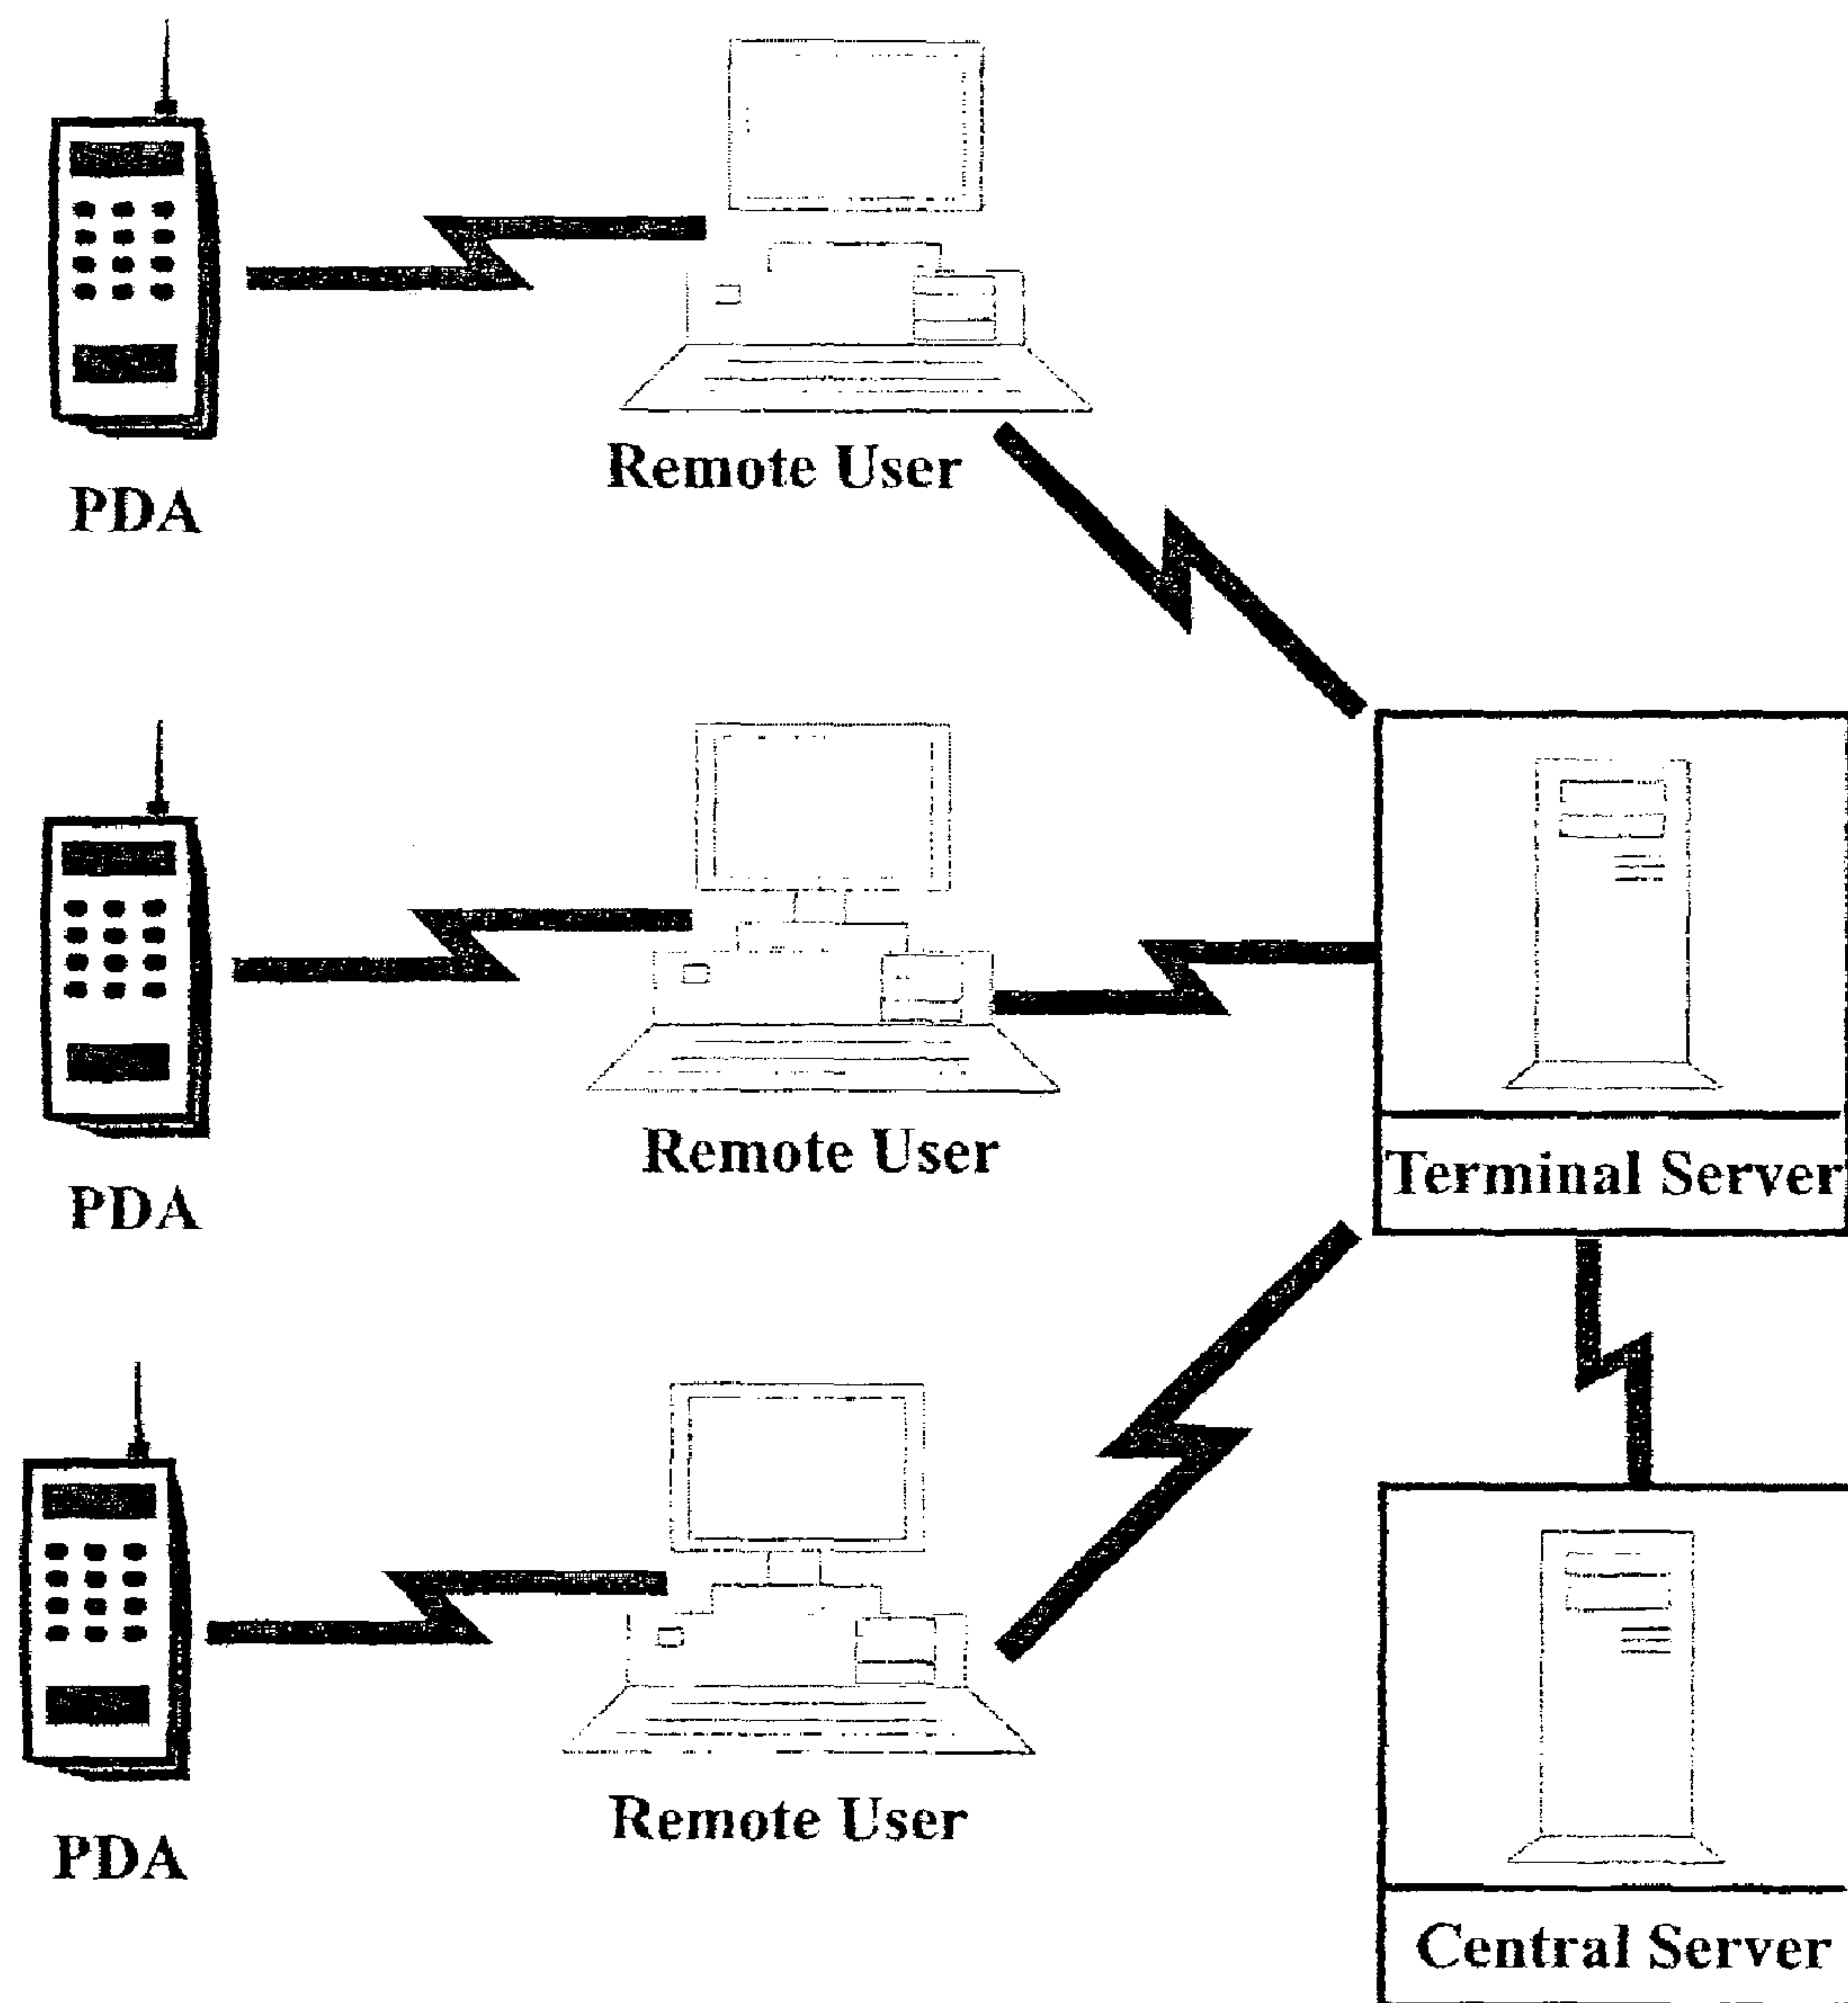 Remote User
PDA
Remote User
Terminal Server
PDA
Remote User
PDA
Central Server